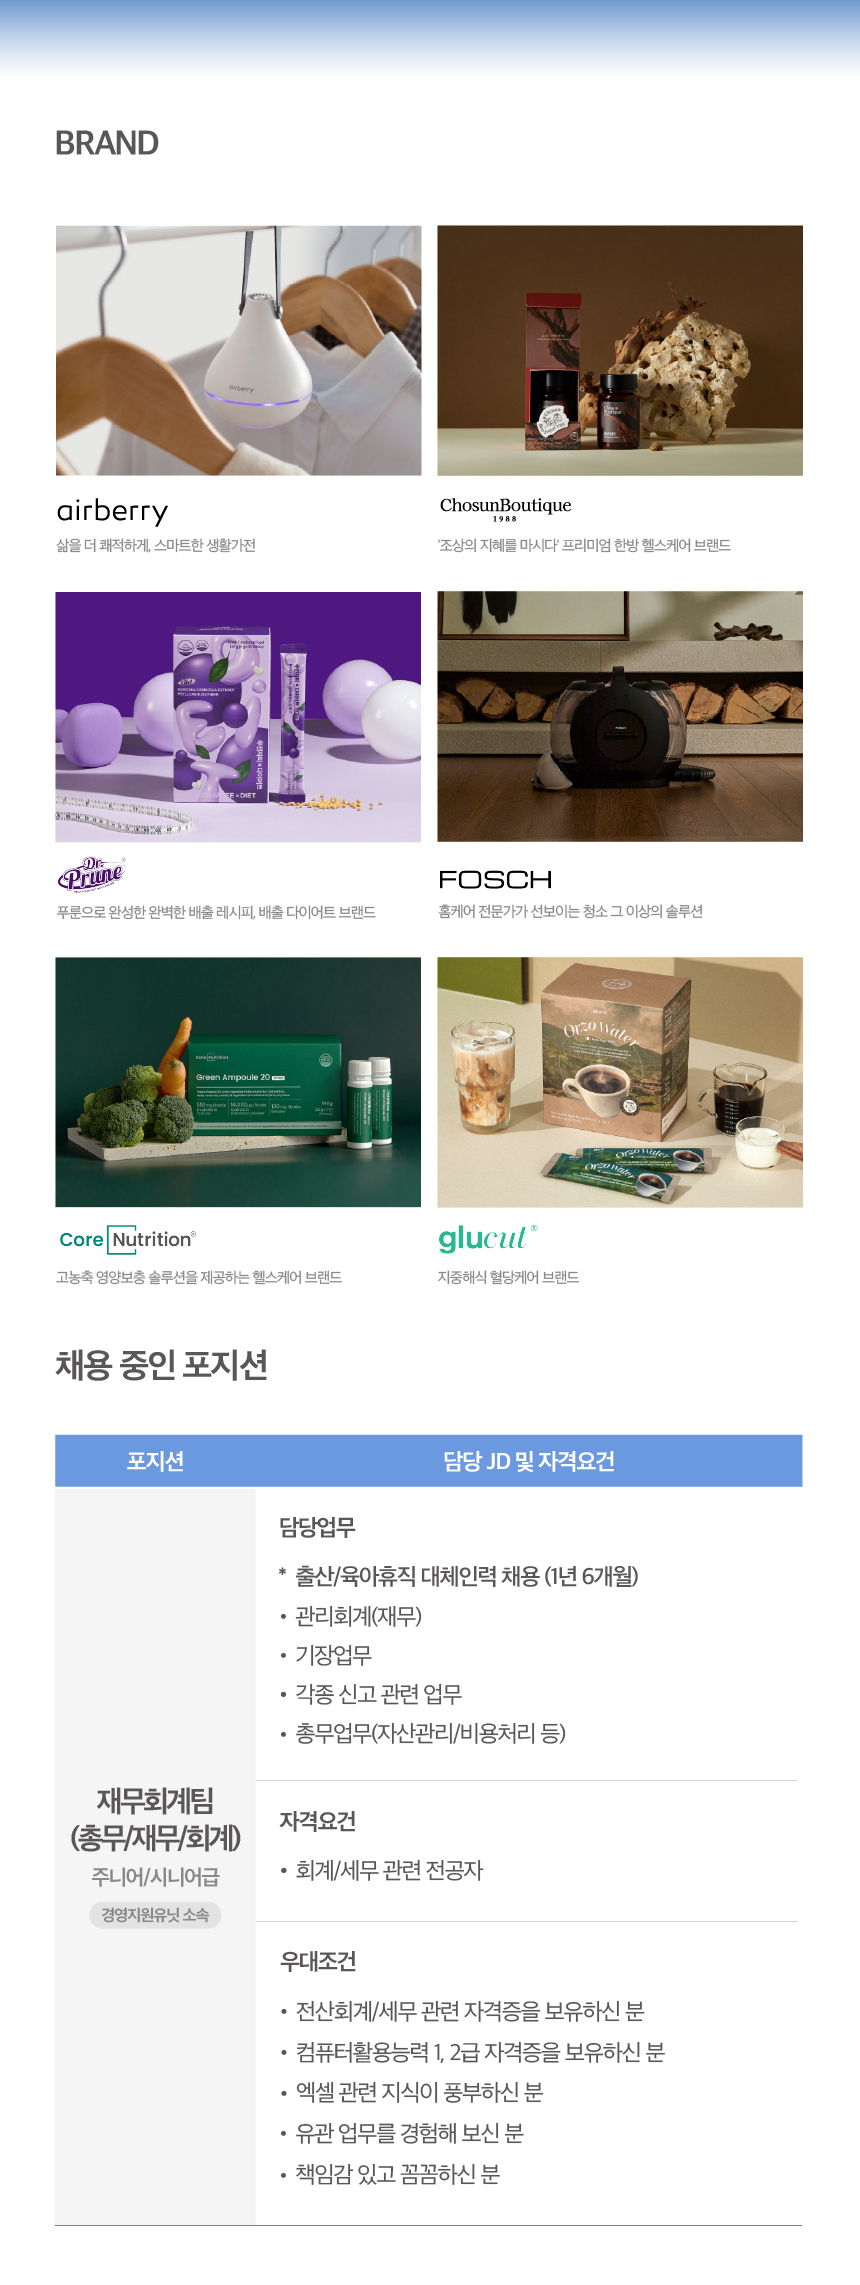 BRAND
airberry
airberry
삶을 더 쾌적하게, 스마트한 생활가전
Chosun
Boutique
ChosunBoutique
1988
'조상의 지혜를 마시다' 프리미엄 한방 헬스케어 브랜드
DIET
Dr.
Prune
푸룬으로 완성한 완벽한 배출 레시피, 배출 다이어트 브랜드
FOSCH
홈케어 전문가가 선보이는 청소 그 이상의 솔루션
Core Nutrition
Green Ampoule 20
Core Nutrition®
고농축 영양보충 솔루션을 제공하는 헬스케어 브랜드
Orzo Water
Orzo Water
Orzo Water
glucut®
지중해식 혈당케어 브랜드
채용 중인 포지션
포지션
담당 JD 및 자격요건
재무회계팀
(총무/재무/회계)
주니어/시니어급
경영지원유닛 소속
담당업무
* 출산/육아휴직 대체인력 채용 (1년 6개월)
• 관리회계(재무)
• 기장업무
• 각종 신고 관련 업무
• 총무업무(자산관리/비용처리 등)
자격요건
• 회계/세무 관련 전공자
우대조건
• 전산회계/세무 관련 자격증을 보유하신 분
• 컴퓨터활용능력 1, 2급 자격증을 보유하신 분
• 엑셀 관련 지식이 풍부하신 분
• 유관 업무를 경험해 보신 분
• 책임감 있고 꼼꼼하신 분